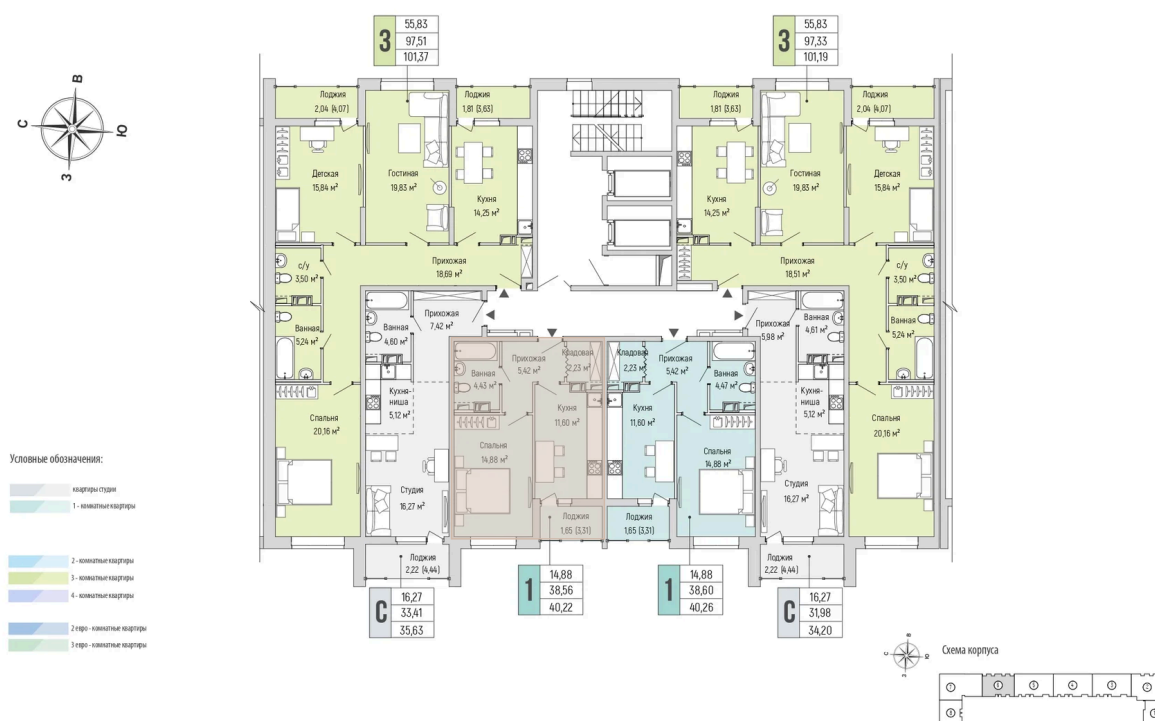 3
55,83
97,51
101,37
3
55,83
97,33
101,19
В
С
Ю
З
Лоджия
2,04 (4,07)
Лоджия
1,81 (3,63)
Лоджия
1,81 (3,63)
Лоджия
2,04 (4,07)
Детская
15,84 м²
Гостиная
19,83 м²
Кухня
14,25 м²
Кухня
14,25 м²
Гостиная
19,83 м²
Детская
15,84 м²
с/у
3,50 м²
Прихожая
18,69 м²
Прихожая
18,51 м²
с/у
3,50 м²
Ванная
5,24 м²
Ванная
4,60 м²
Прихожая
7,42 м²
Прихожая
5,98 м²
Ванная
4,61 м²
Ванная
5,24 м²
Ванная
4,43 м²
Прихожая
5,42 м²
Кладовая
2,23 м²
Кладовая
2,23 м²
Прихожая
5,42 м²
Ванная
4,47 м²
Спальня
20,16 м²
Кухня-
ниша
5,12 м²
Кухня
11,60 м²
Кухня
11,60 м²
Кухня-
ниша
5,12 м²
Спальня
20,16 м²
Спальня
14,88 м²
Спальня
14,88 м²
Студия
16,27 м²
Студия
16,27 м²
Лоджия
1,65 (3,31)
Лоджия
1,65 (3,31)
Лоджия
2,22 (4,44)
Лоджия
2,22 (4,44)
С
16,27
33,41
35,63
1
14,88
38,56
40,22
1
14,88
38,60
40,26
С
16,27
31,98
34,20
Условные обозначения:
квартиры студии
1 - комнатные квартиры
2 - комнатные квартиры
3 - комнатные квартиры
4 - комнатные квартиры
2 евро - комнатные квартиры
3 евро - комнатные квартиры
В
С
Ю
З
Схема корпуса
7
6
5
4
3
2
8
1